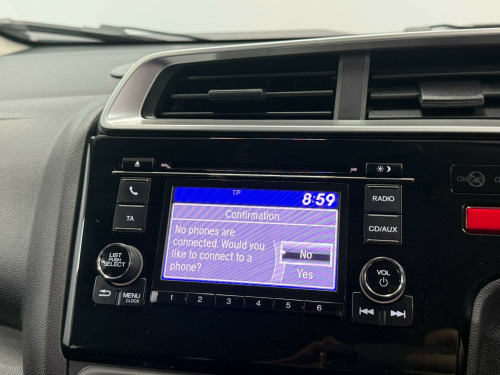 TP 8:59
Confirmation
No phones are
connected. Would you
like to connect to a
phone?
No
Yes
TA
LIST
PUSH
SELECT
MENU
CLOCK
1 2 3 4 5 6
RADIO
CD/AUX
VOL
ON